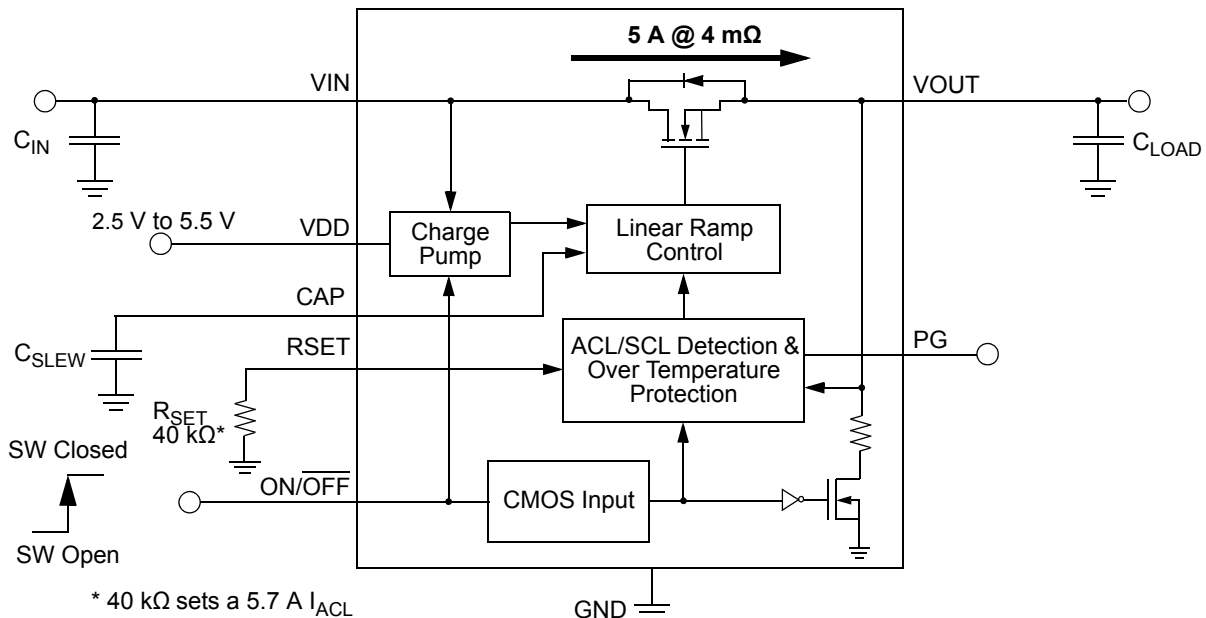 5 A @ 4 mΩ
VIN
VOUT
C_IN
C_LOAD
2.5 V to 5.5 V
VDD
Charge
Pump
Linear Ramp
Control
CAP
C_SLEW
RSET
ACL/SCL Detection &
Over Temperature
Protection
PG
R_SET
40 kΩ*
SW Closed
SW Open
ON/O̅F̅F̅
CMOS Input
* 40 kΩ sets a 5.7 A I_ACL
GND